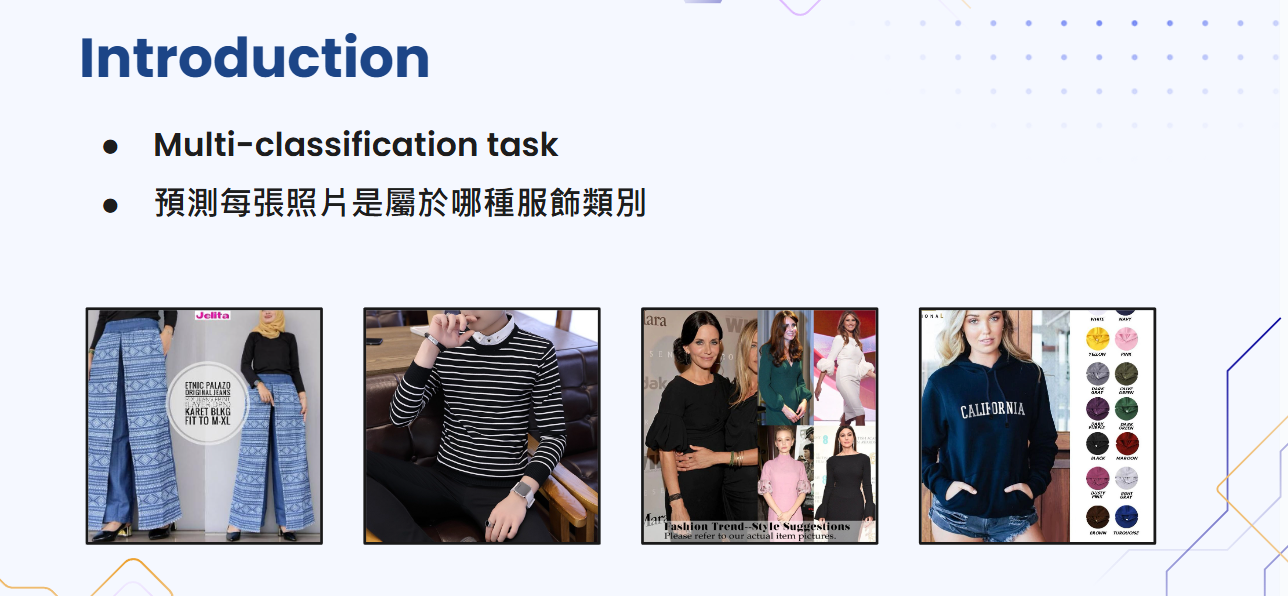 Introduction
● Multi-classification task
● 預測每張照片是屬於哪種服飾類別
Jelita
ETNIC PALAZO
ORIGINAL JEANS
KARET BLKG
FIT TO M-XL
Fashion Trend--Style Suggestions
Please refer to our actual item pictures.
CALIFORNIA
WHITE
NAVY
YELLOW
PINK
DARK
GRAY
OLIVE
GREEN
DARK
PURPLE
DARK
GREEN
BLACK
MAROON
DUSTY
PINK
LIGHT
GRAY
BROWN
TURQUOISE